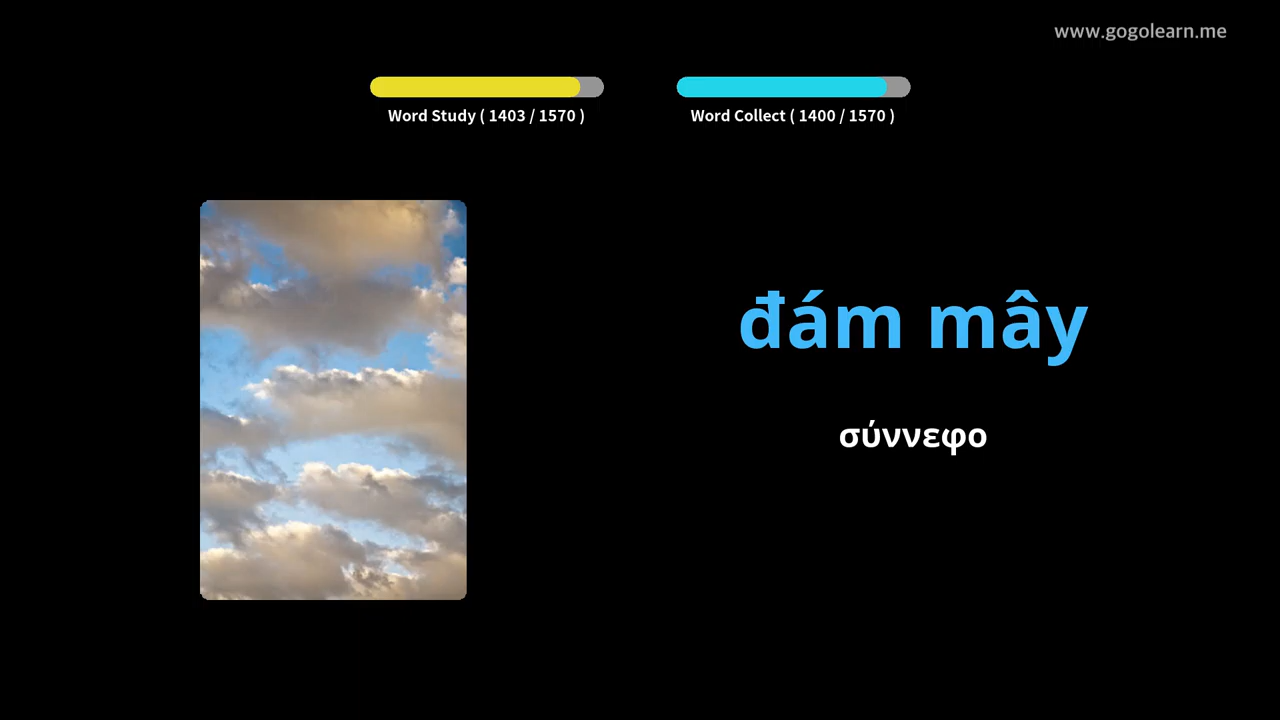 www.gogolearn.me
Word Study ( 1403 / 1570 )
Word Collect ( 1400 / 1570 )
đám mây
σύννεφο